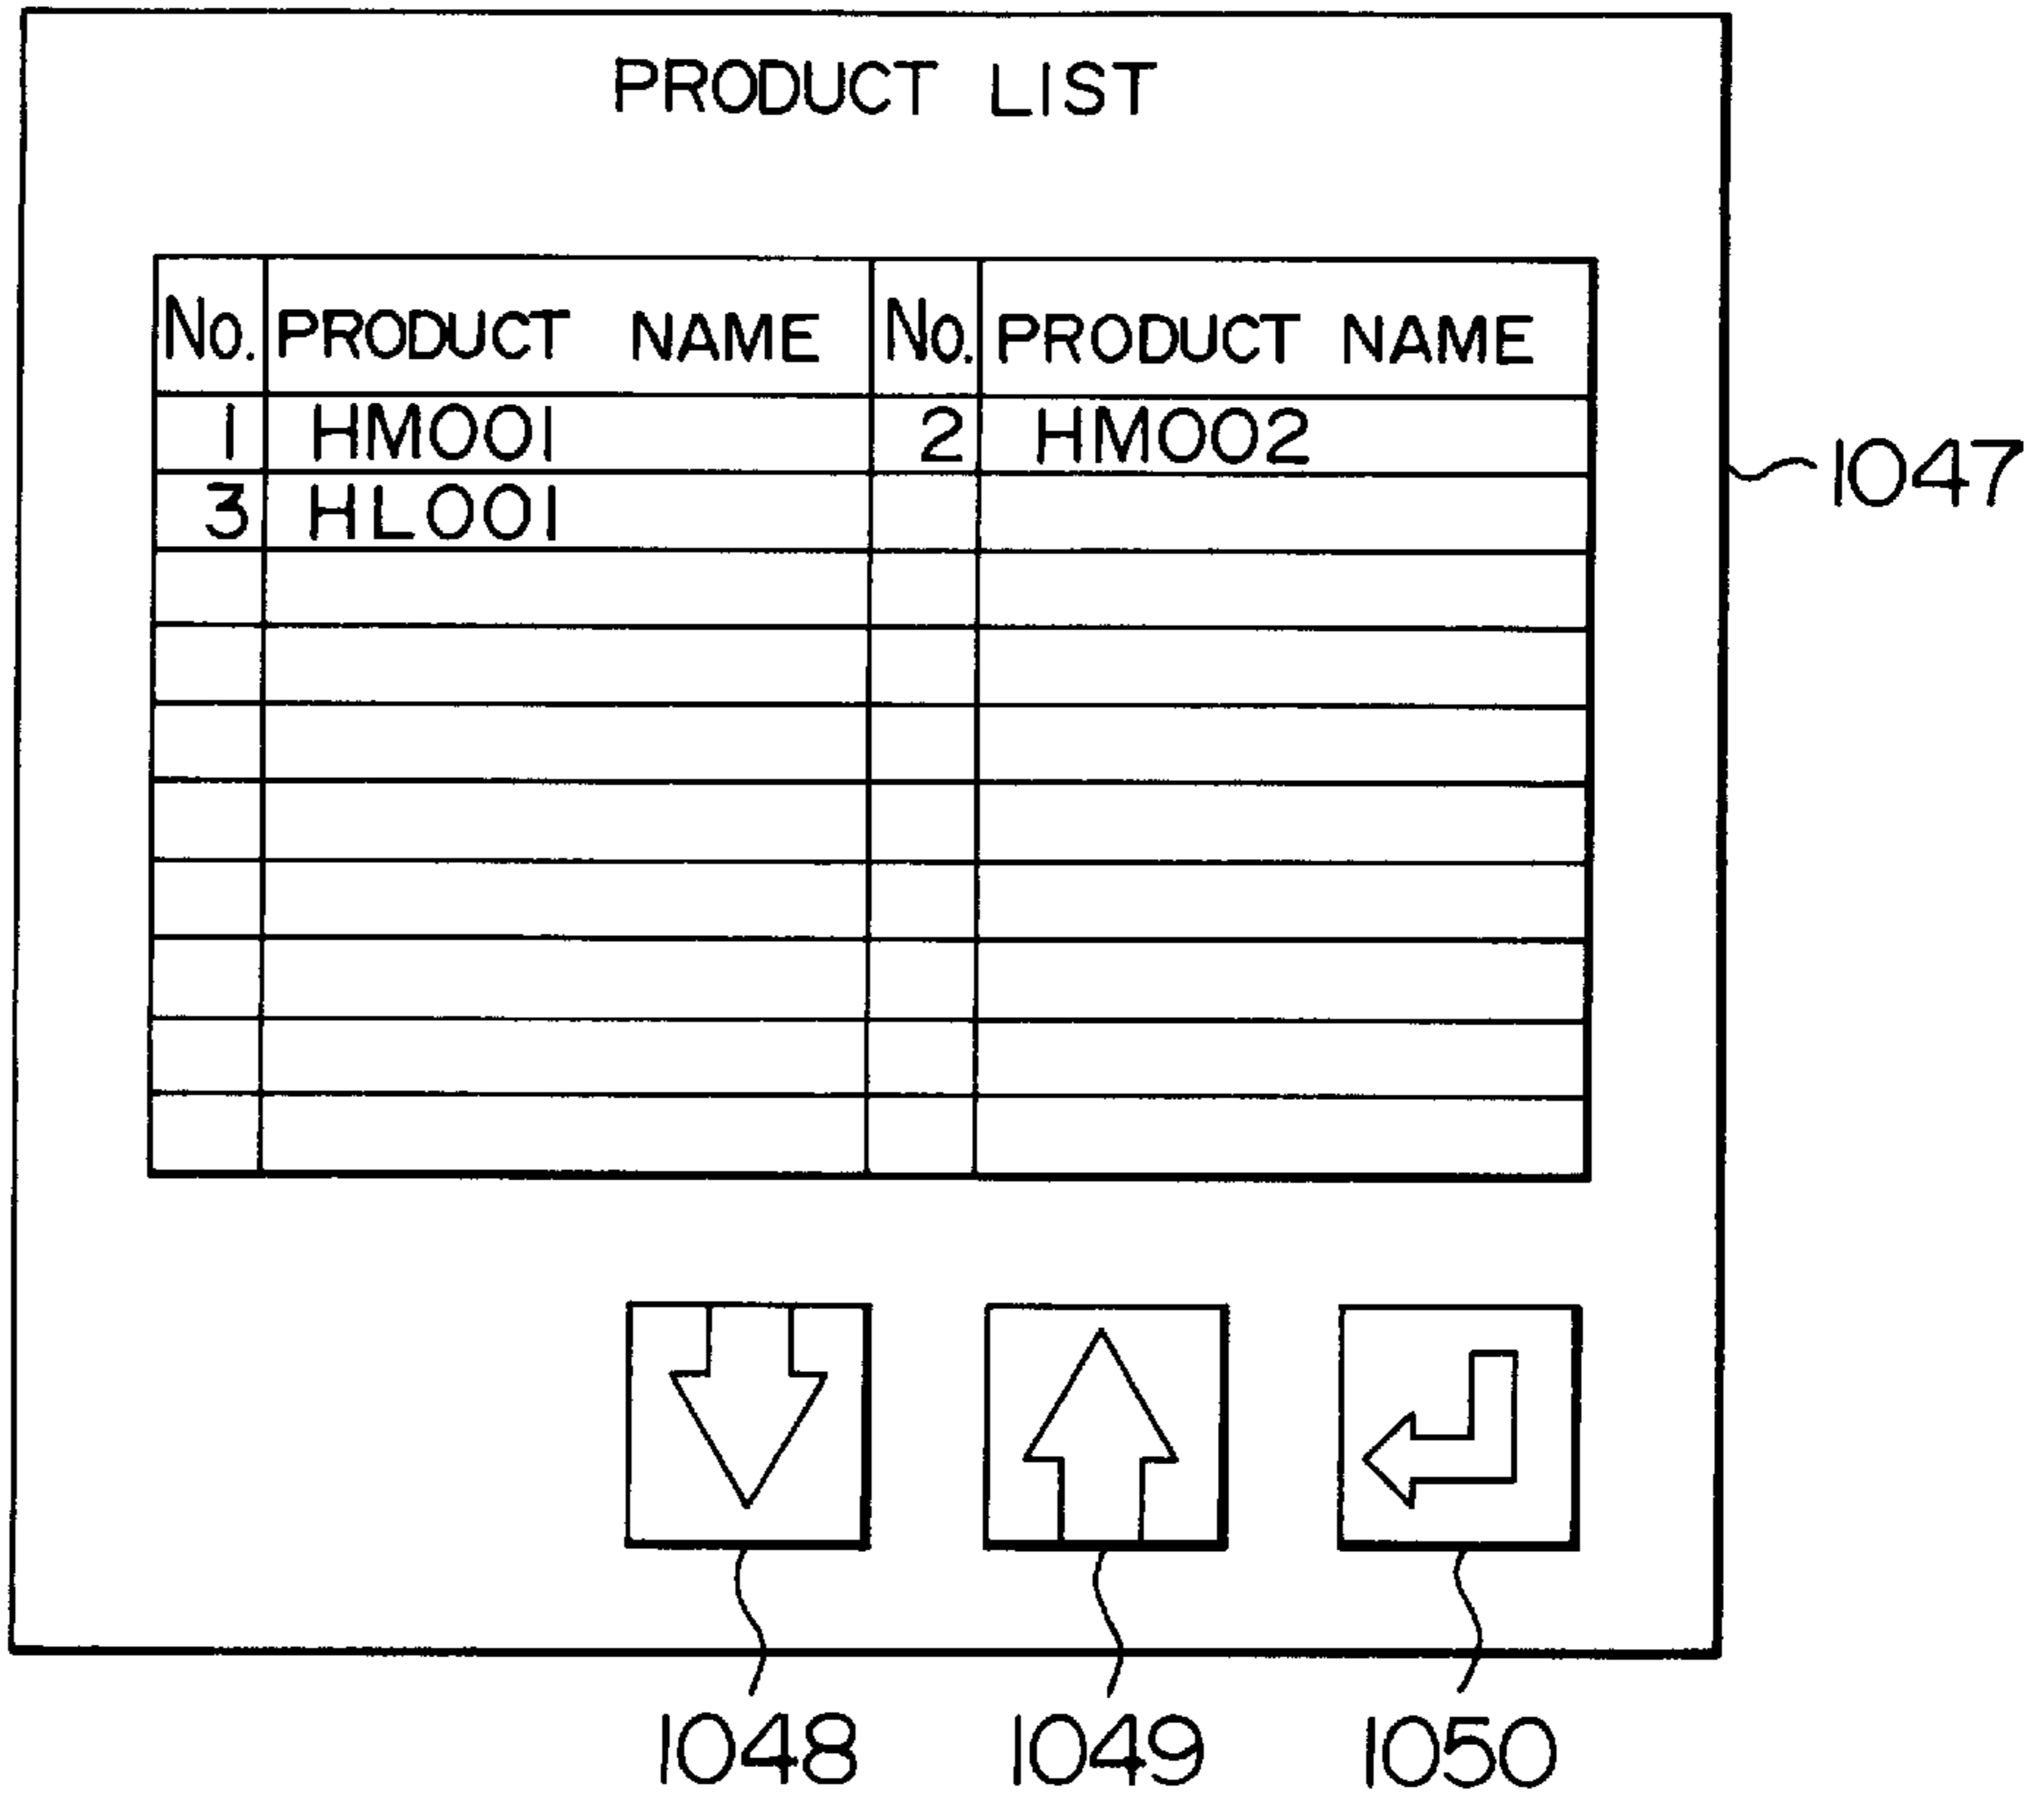 PRODUCT LIST
No. PRODUCT NAME No. PRODUCT NAME
1 HM001 2 HM002
3 HL001
1047
1048 1049 1050